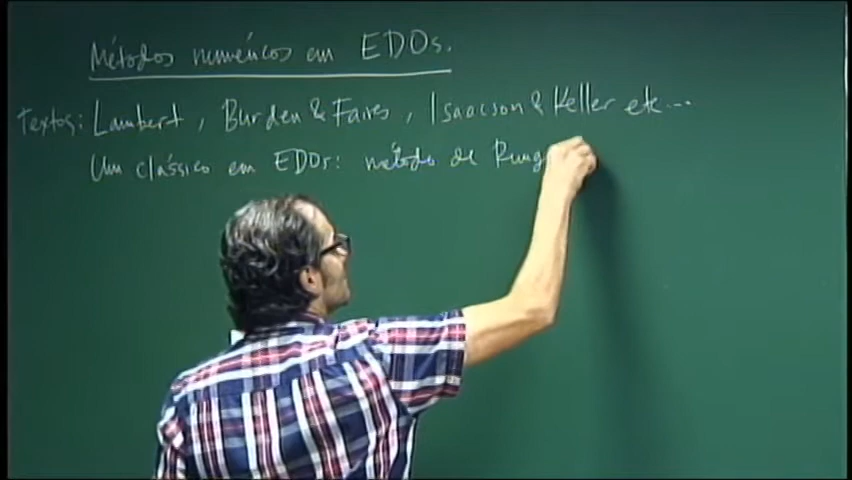 Métodos numéricos em EDOs.
Textos: Lambert, Burden & Faires, Isaacson & Keller etc...
Um clássico em EDOs: método de Rung